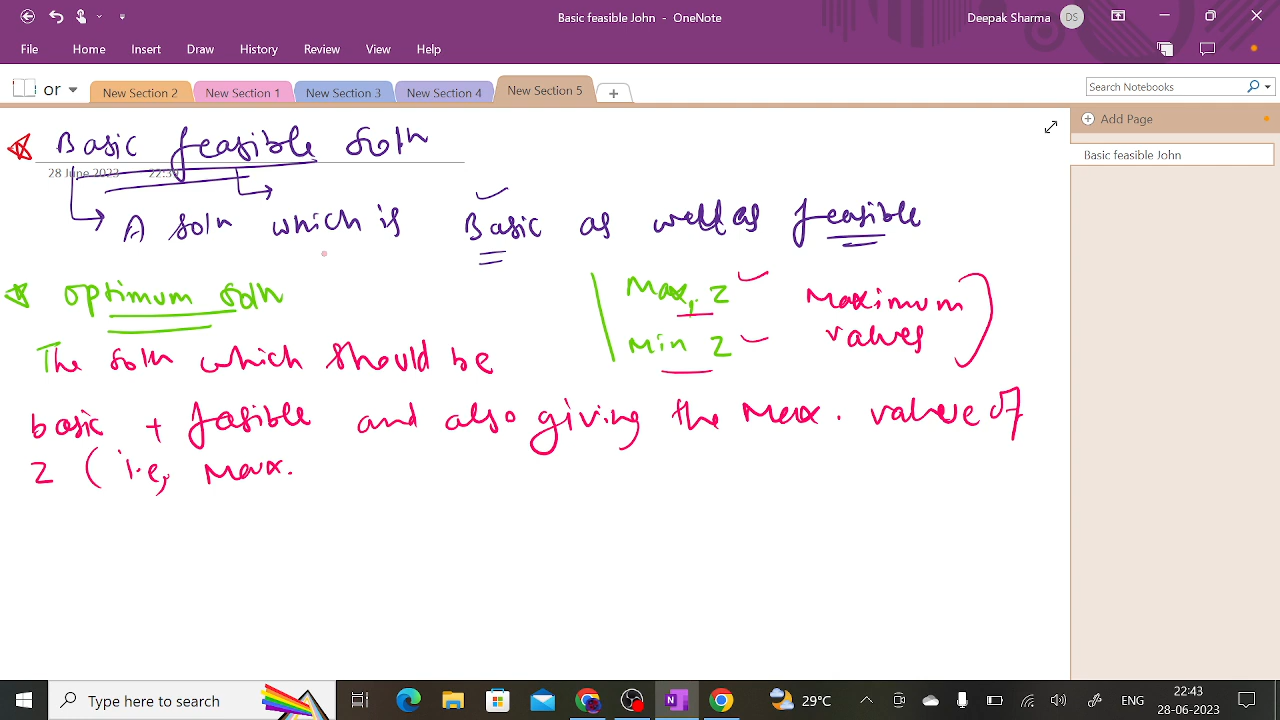 Basic feasible John - OneNote
Deepak Sharma DS
File Home Insert Draw History Review View Help
or New Section 2 New Section 1 New Section 3 New Section 4 New Section 5 +
Search Notebooks
Add Page
Basic feasible John
Basic feasible soln
28 June 2023 22:39
A soln which is Basic as well as feasible
optimum soln
Max, Z
Maximum
Min Z
values
The soln which should be
basic + feasible and also giving the Max. value of
Z (i.e, Max.
Type here to search
29°C
ENG
22:43
28-06-2023